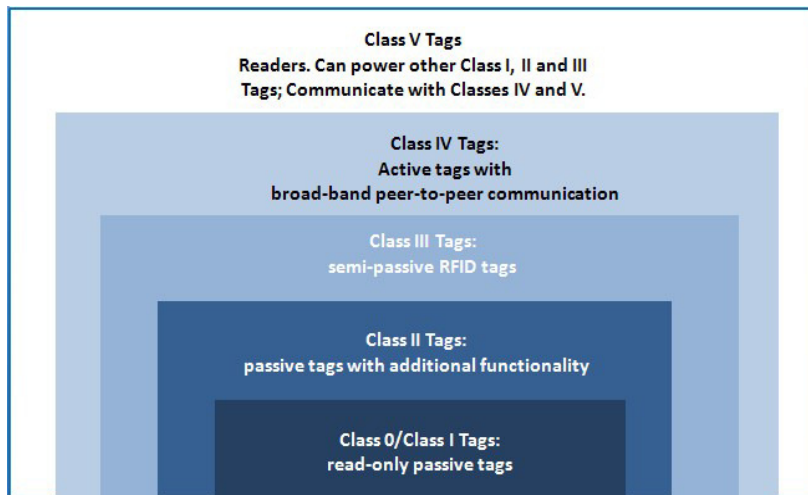 Class V Tags
Readers. Can power other Class I, II and III
Tags; Communicate with Classes IV and V.
Class IV Tags:
Active tags with
broad-band peer-to-peer communication
Class III Tags:
semi-passive RFID tags
Class II Tags:
passive tags with additional functionality
Class 0/Class I Tags:
read-only passive tags